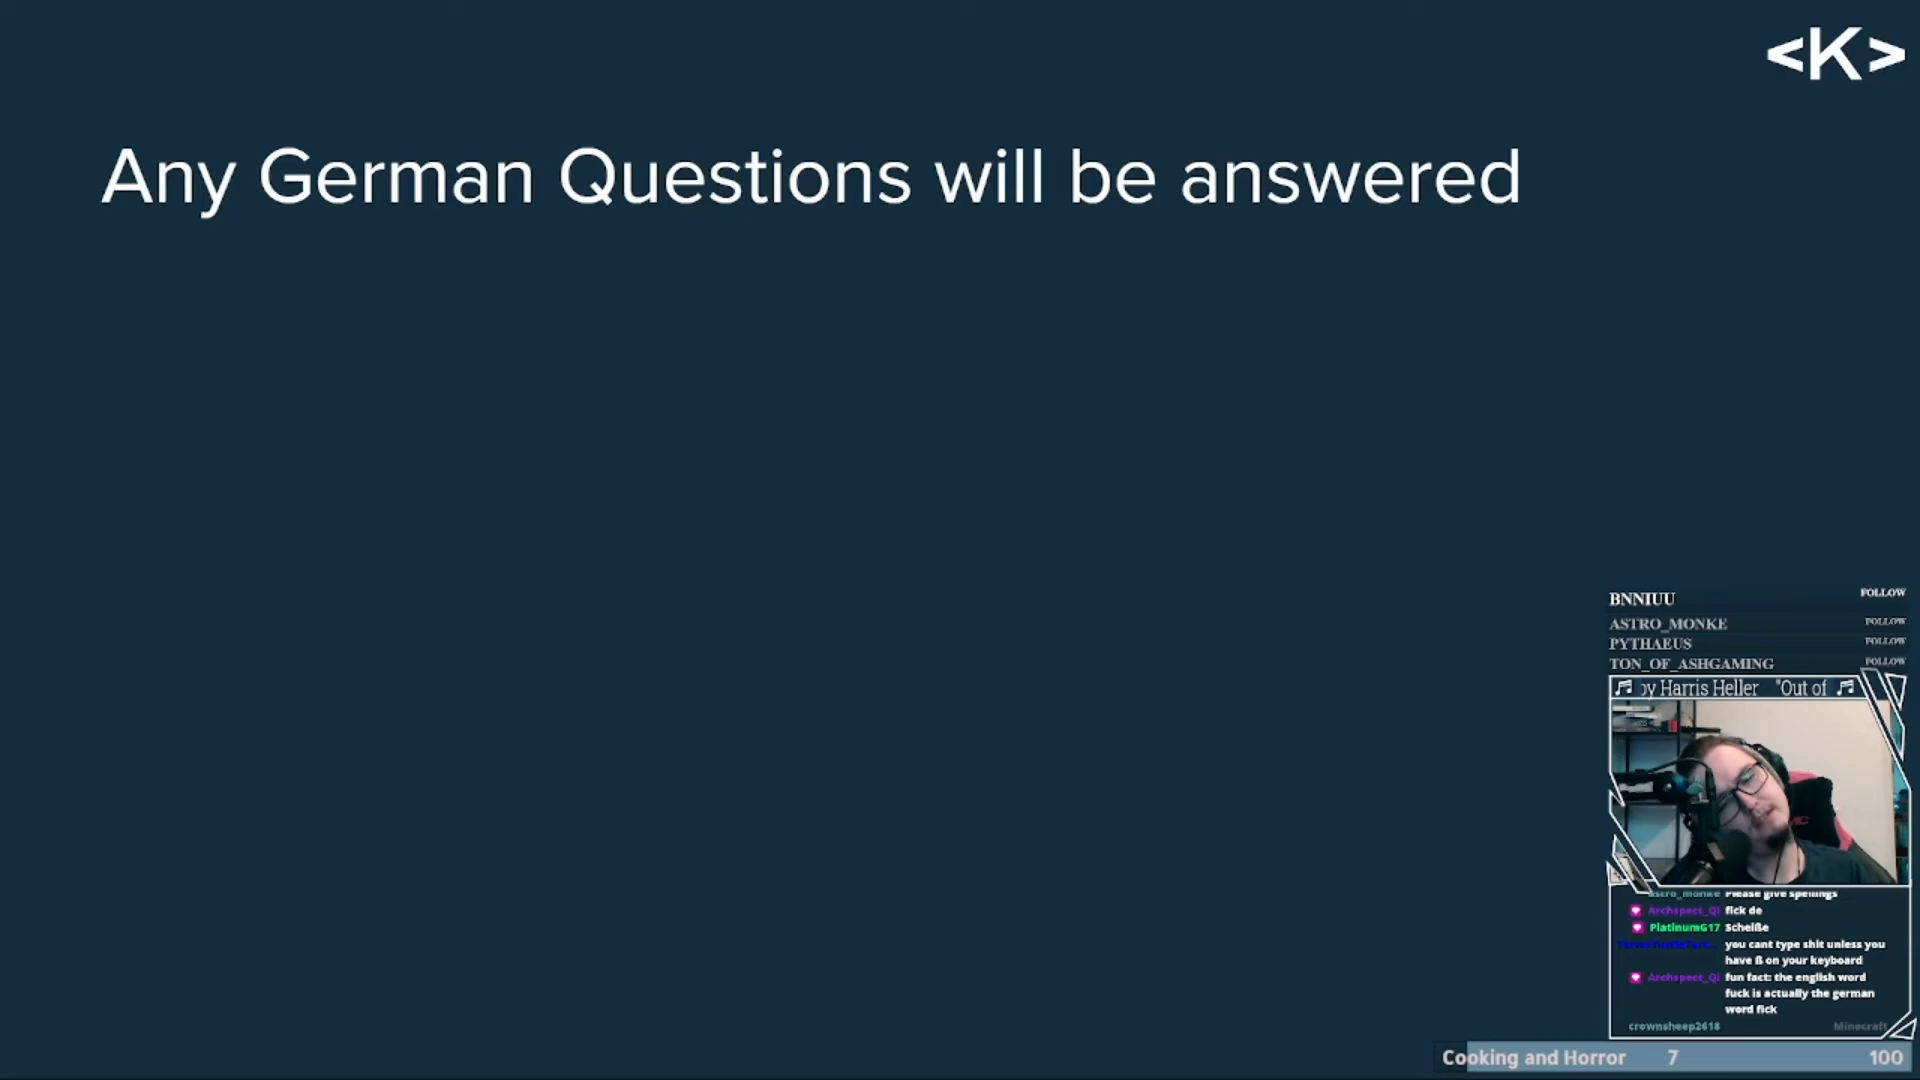 <K>
Any German Questions will be answered
BNNIUU FOLLOW
ASTRO_MONKE FOLLOW
PYTHAEUS FOLLOW
TON_OF_ASHGAMING FOLLOW
by Harris Heller "Out of
astro_monke Please give spellings
Archspect_Qi fick de
PlatinumG17 Scheiße
you cant type shit unless you
have ß on your keyboard
Archspect_Qi fun fact: the english word
fuck is actually the german
word fick
crownsheep2618 Minecraft
Cooking and Horror 7 100